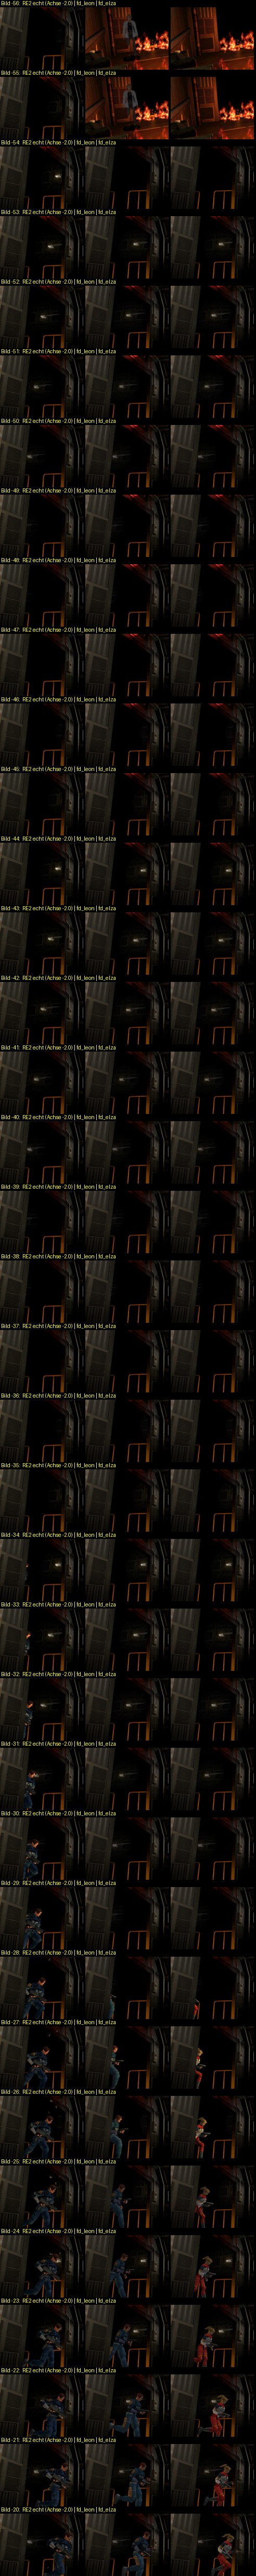 Bild -56: RE2 echt (Achse -2.0) | fd_leon | fd_elza
Bild -55: RE2 echt (Achse -2.0) | fd_leon | fd_elza
Bild -54: RE2 echt (Achse -2.0) | fd_leon | fd_elza
Bild -53: RE2 echt (Achse -2.0) | fd_leon | fd_elza
Bild -52: RE2 echt (Achse -2.0) | fd_leon | fd_elza
Bild -51: RE2 echt (Achse -2.0) | fd_leon | fd_elza
Bild -50: RE2 echt (Achse -2.0) | fd_leon | fd_elza
Bild -49: RE2 echt (Achse -2.0) | fd_leon | fd_elza
Bild -48: RE2 echt (Achse -2.0) | fd_leon | fd_elza
Bild -47: RE2 echt (Achse -2.0) | fd_leon | fd_elza
Bild -46: RE2 echt (Achse -2.0) | fd_leon | fd_elza
Bild -45: RE2 echt (Achse -2.0) | fd_leon | fd_elza
Bild -44: RE2 echt (Achse -2.0) | fd_leon | fd_elza
Bild -43: RE2 echt (Achse -2.0) | fd_leon | fd_elza
Bild -42: RE2 echt (Achse -2.0) | fd_leon | fd_elza
Bild -41: RE2 echt (Achse -2.0) | fd_leon | fd_elza
Bild -40: RE2 echt (Achse -2.0) | fd_leon | fd_elza
Bild -39: RE2 echt (Achse -2.0) | fd_leon | fd_elza
Bild -38: RE2 echt (Achse -2.0) | fd_leon | fd_elza
Bild -37: RE2 echt (Achse -2.0) | fd_leon | fd_elza
Bild -36: RE2 echt (Achse -2.0) | fd_leon | fd_elza
Bild -35: RE2 echt (Achse -2.0) | fd_leon | fd_elza
Bild -34: RE2 echt (Achse -2.0) | fd_leon | fd_elza
Bild -33: RE2 echt (Achse -2.0) | fd_leon | fd_elza
Bild -32: RE2 echt (Achse -2.0) | fd_leon | fd_elza
Bild -31: RE2 echt (Achse -2.0) | fd_leon | fd_elza
Bild -30: RE2 echt (Achse -2.0) | fd_leon | fd_elza
Bild -29: RE2 echt (Achse -2.0) | fd_leon | fd_elza
Bild -28: RE2 echt (Achse -2.0) | fd_leon | fd_elza
Bild -27: RE2 echt (Achse -2.0) | fd_leon | fd_elza
Bild -26: RE2 echt (Achse -2.0) | fd_leon | fd_elza
Bild -25: RE2 echt (Achse -2.0) | fd_leon | fd_elza
Bild -24: RE2 echt (Achse -2.0) | fd_leon | fd_elza
Bild -23: RE2 echt (Achse -2.0) | fd_leon | fd_elza
Bild -22: RE2 echt (Achse -2.0) | fd_leon | fd_elza
Bild -21: RE2 echt (Achse -2.0) | fd_leon | fd_elza
Bild -20: RE2 echt (Achse -2.0) | fd_leon | fd_elza